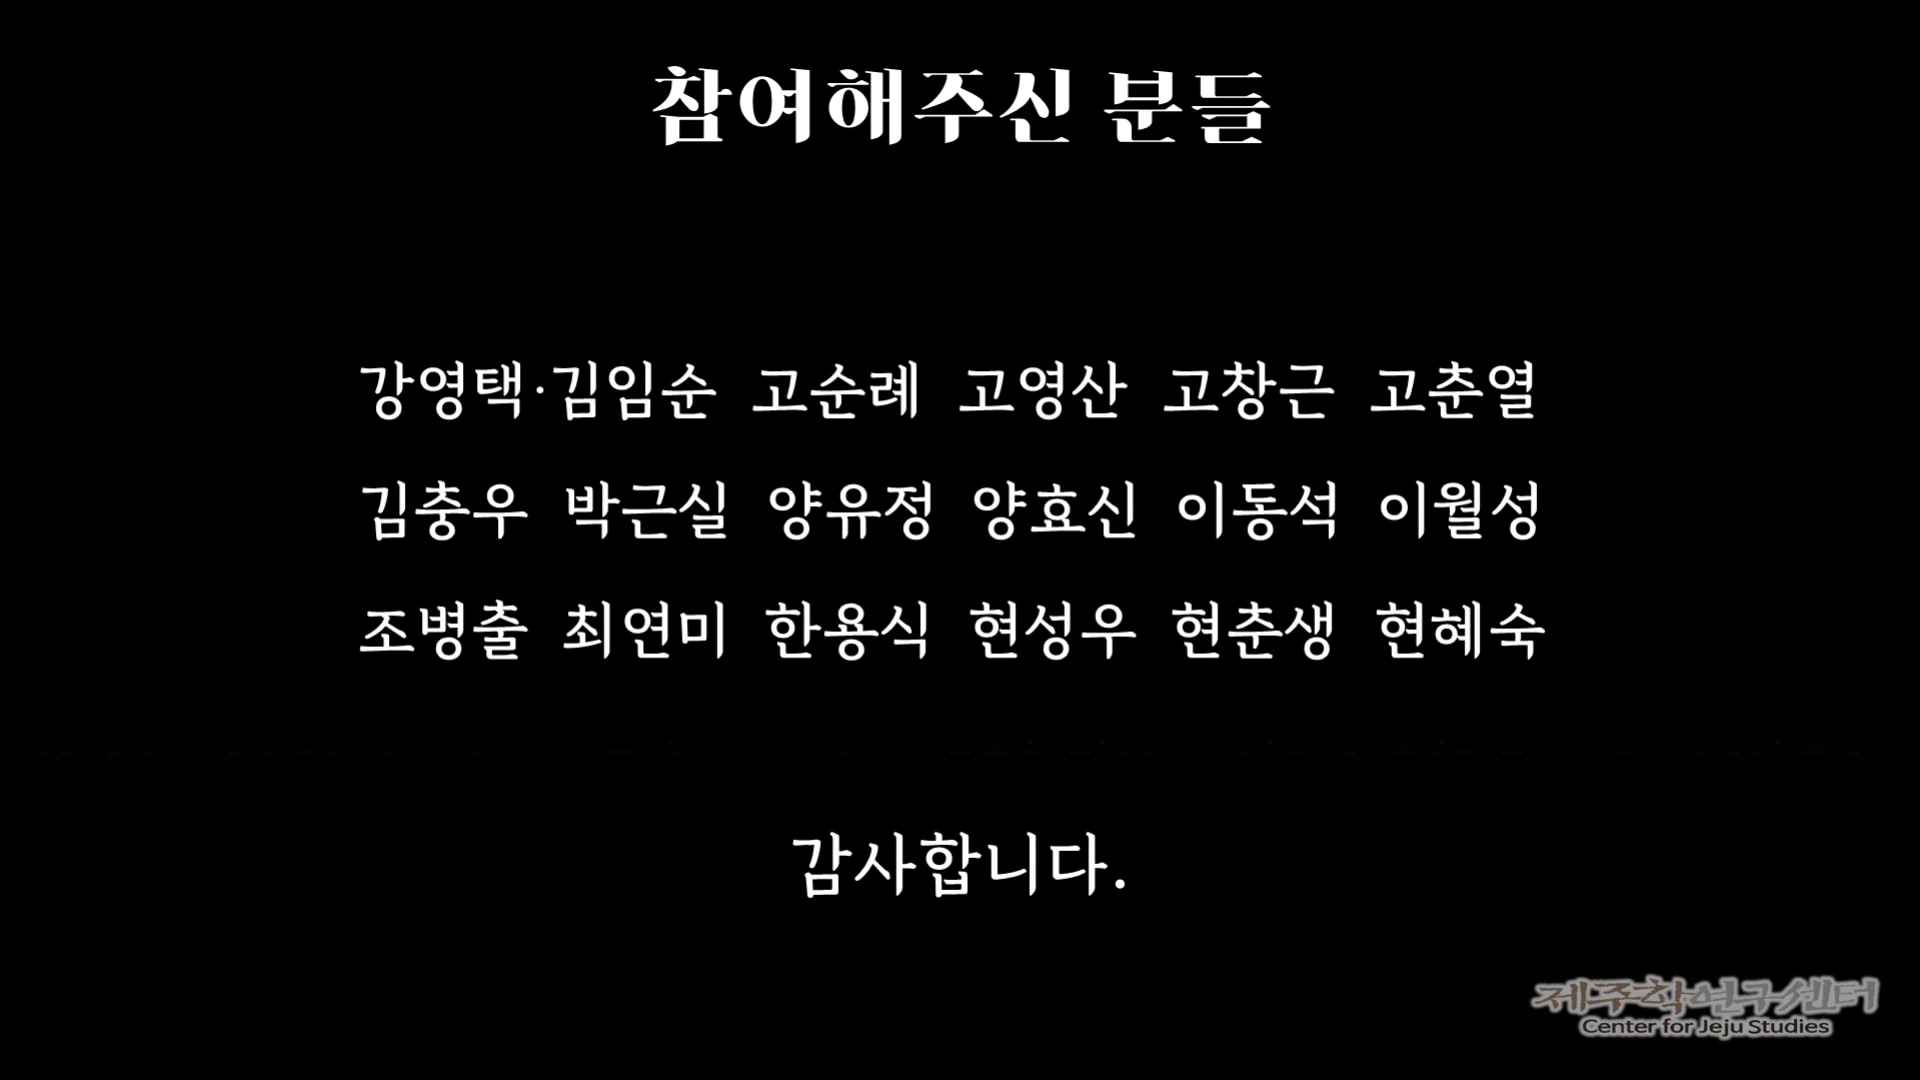 참여해주신 분들
강영택·김임순 고순례 고영산 고창근 고춘열
김충우 박근실 양유정 양효신 이동석 이월성
조병출 최연미 한용식 현성우 현춘생 현혜숙
감사합니다.
제주학연구센터
Center for Jeju Studies